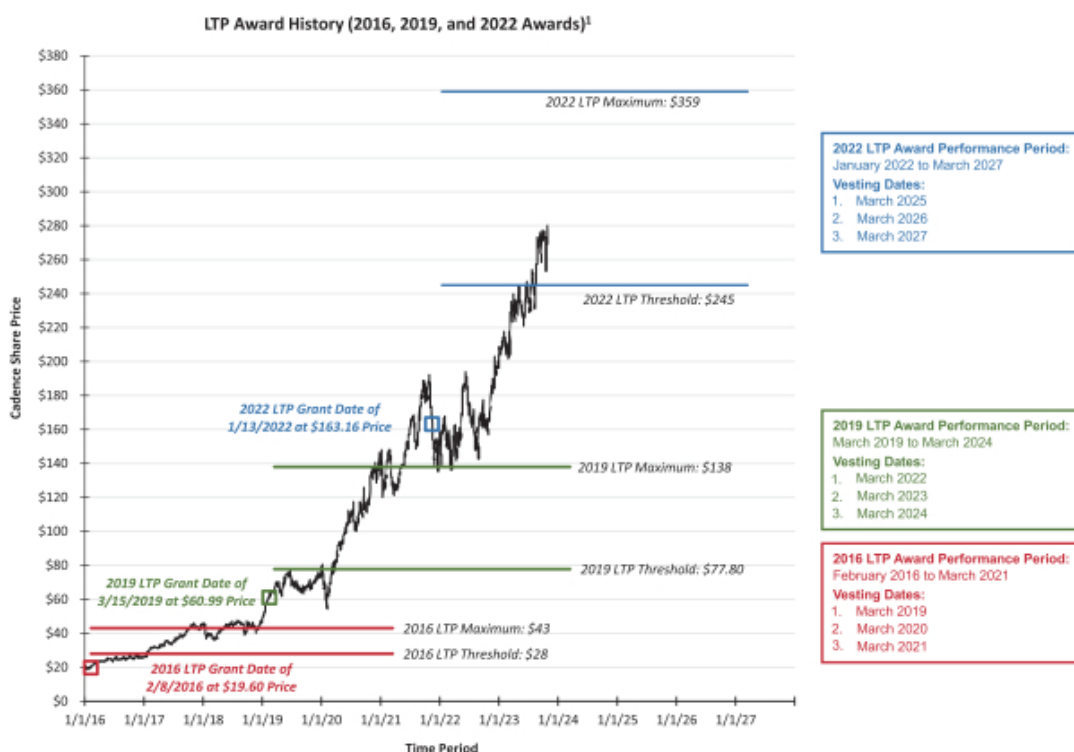 LTP Award History (2016, 2019, and 2022 Awards)¹
$380
$360
$340
$320
$300
$280
$260
$240
$220
$200
$180
$160
$140
$120
$100
$80
$60
$40
$20
$0
Cadence Share Price
2022 LTP Maximum: $359
2022 LTP Threshold: $245
2022 LTP Grant Date of
1/13/2022 at $163.16 Price
2019 LTP Maximum: $138
2019 LTP Threshold: $77.80
2019 LTP Grant Date of
3/15/2019 at $60.99 Price
2016 LTP Maximum: $43
2016 LTP Threshold: $28
2016 LTP Grant Date of
2/8/2016 at $19.60 Price
1/1/16 1/1/17 1/1/18 1/1/19 1/1/20 1/1/21 1/1/22 1/1/23 1/1/24 1/1/25 1/1/26 1/1/27
Time Period
2022 LTP Award Performance Period:
January 2022 to March 2027
Vesting Dates:
1. March 2025
2. March 2026
3. March 2027
2019 LTP Award Performance Period:
March 2019 to March 2024
Vesting Dates:
1. March 2022
2. March 2023
3. March 2024
2016 LTP Award Performance Period:
February 2016 to March 2021
Vesting Dates:
1. March 2019
2. March 2020
3. March 2021